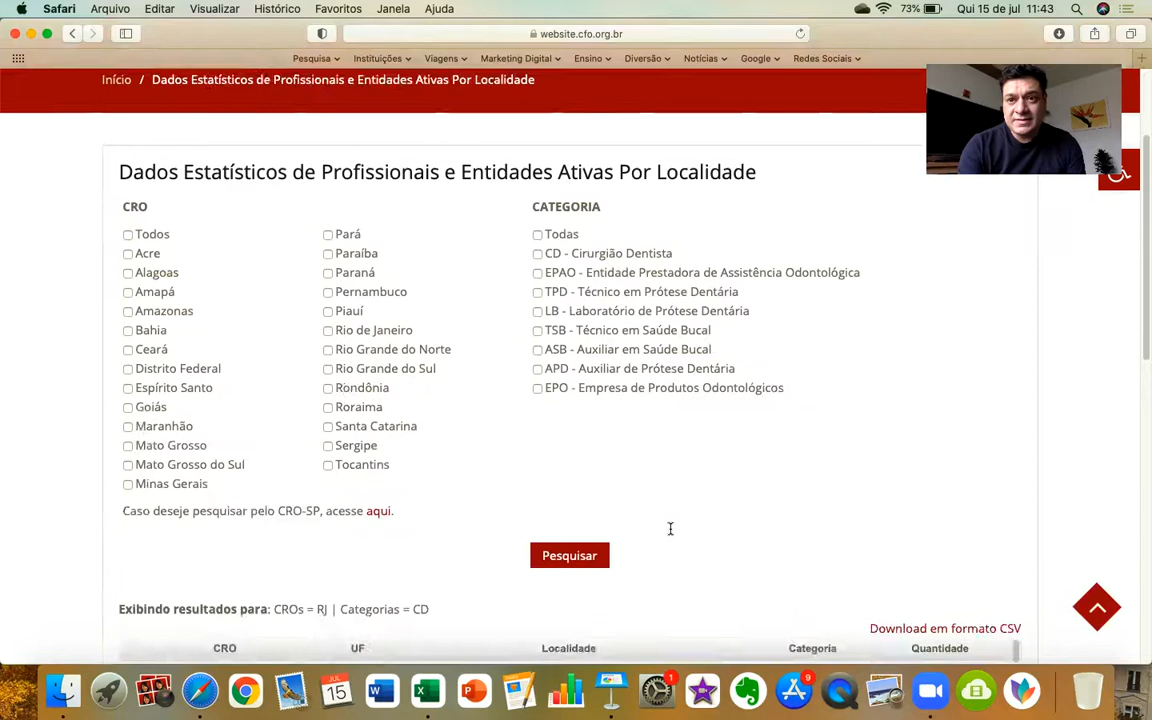 Safari Arquivo Editar Visualizar Histórico Favoritos Janela Ajuda 73% Qui 15 de jul 11:43
website.cfo.org.br
Pesquisa Instituições Viagens Marketing Digital Ensino Diversão Notícias Google Redes Sociais
Início / Dados Estatísticos de Profissionais e Entidades Ativas Por Localidade
Dados Estatísticos de Profissionais e Entidades Ativas Por Localidade
CRO CATEGORIA
Todos Pará Todas
Acre Paraíba CD - Cirurgião Dentista
Alagoas Paraná EPAO - Entidade Prestadora de Assistência Odontológica
Amapá Pernambuco TPD - Técnico em Prótese Dentária
Amazonas Piauí LB - Laboratório de Prótese Dentária
Bahia Rio de Janeiro TSB - Técnico em Saúde Bucal
Ceará Rio Grande do Norte ASB - Auxiliar em Saúde Bucal
Distrito Federal Rio Grande do Sul APD - Auxiliar de Prótese Dentária
Espírito Santo Rondônia EPO - Empresa de Produtos Odontológicos
Goiás Roraima
Maranhão Santa Catarina
Mato Grosso Sergipe
Mato Grosso do Sul Tocantins
Minas Gerais
Caso deseje pesquisar pelo CRO-SP, acesse aqui.
Pesquisar
Exibindo resultados para: CROs = RJ | Categorias = CD
Download em formato CSV
CRO UF Localidade Categoria Quantidade
JUL
15 W X P 1 9